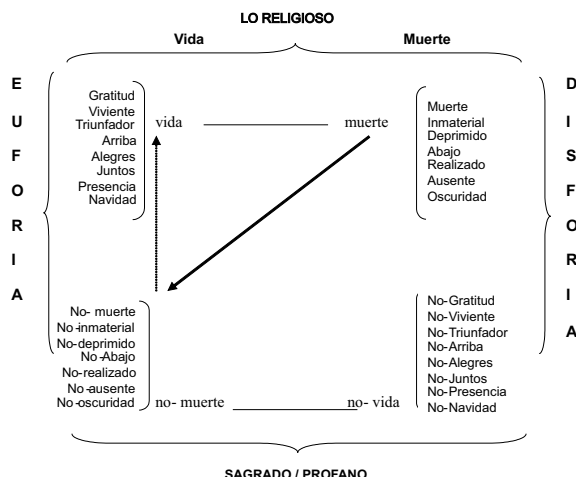 LO RELIGIOSO
Vida Muerte
EUFORIA
Gratitud
Viviente
Triunfador
Arriba
Alegres
Juntos
Presencia
Navidad
vida muerte
Muerte
Inmaterial
Deprimido
Abajo
Realizado
Ausente
Oscuridad
DISFORIA
No- muerte
No-inmaterial
No-deprimido
No-Abajo
No-realizado
No-ausente
No-oscuridad
no- muerte no- vida
No-Gratitud
No-Viviente
No-Triunfador
No-Arriba
No-Alegres
No-Juntos
No-Presencia
No-Navidad
SAGRADO / PROFANO